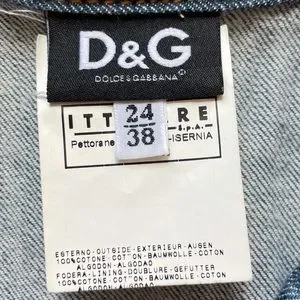 D&G
DOLCE&GABBANA
24
38
ITT RE
S.p.A.
Pettorane -ISERNIA
ESTERNO-OUTSIDE-EXTERIEUR-AUSEN
100%COTONE-COTTON-BAUMWOLLE-COTON
ALGODON-ALGODAO
FODERA-LINING-DOUBLURE-GEFUTTER
100%COTONE-COTTON-BAUMWOLLE-COTON
ALGODON-ALGODAO